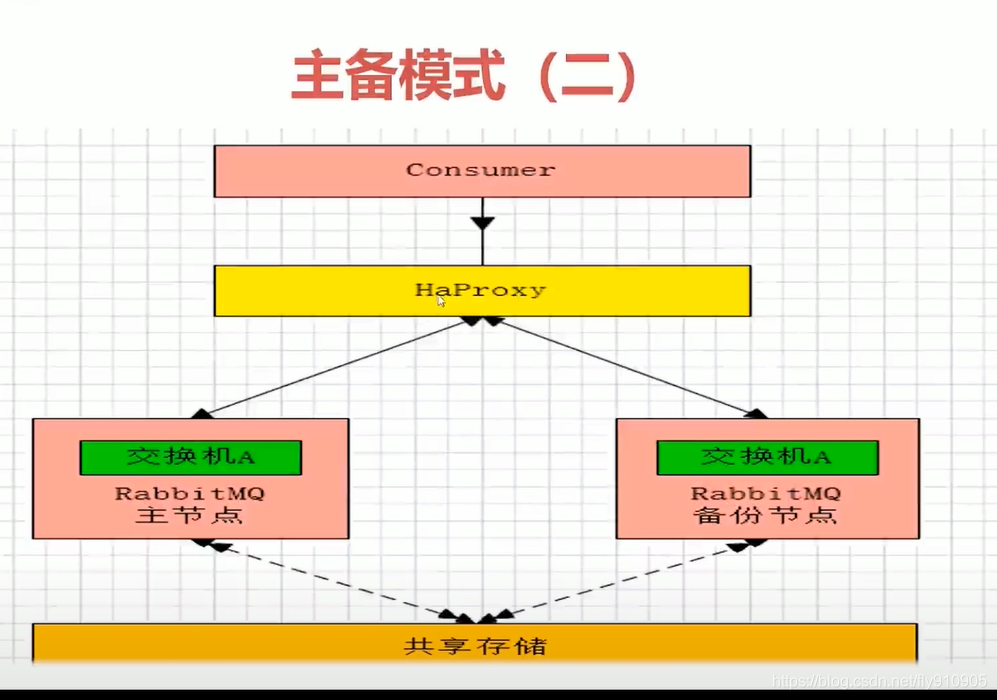 主备模式（二）
Consumer
HaProxy
交换机A
RabbitMQ
主节点
交换机A
RabbitMQ
备份节点
共享存储
https://blog.csdn.net/fly910905